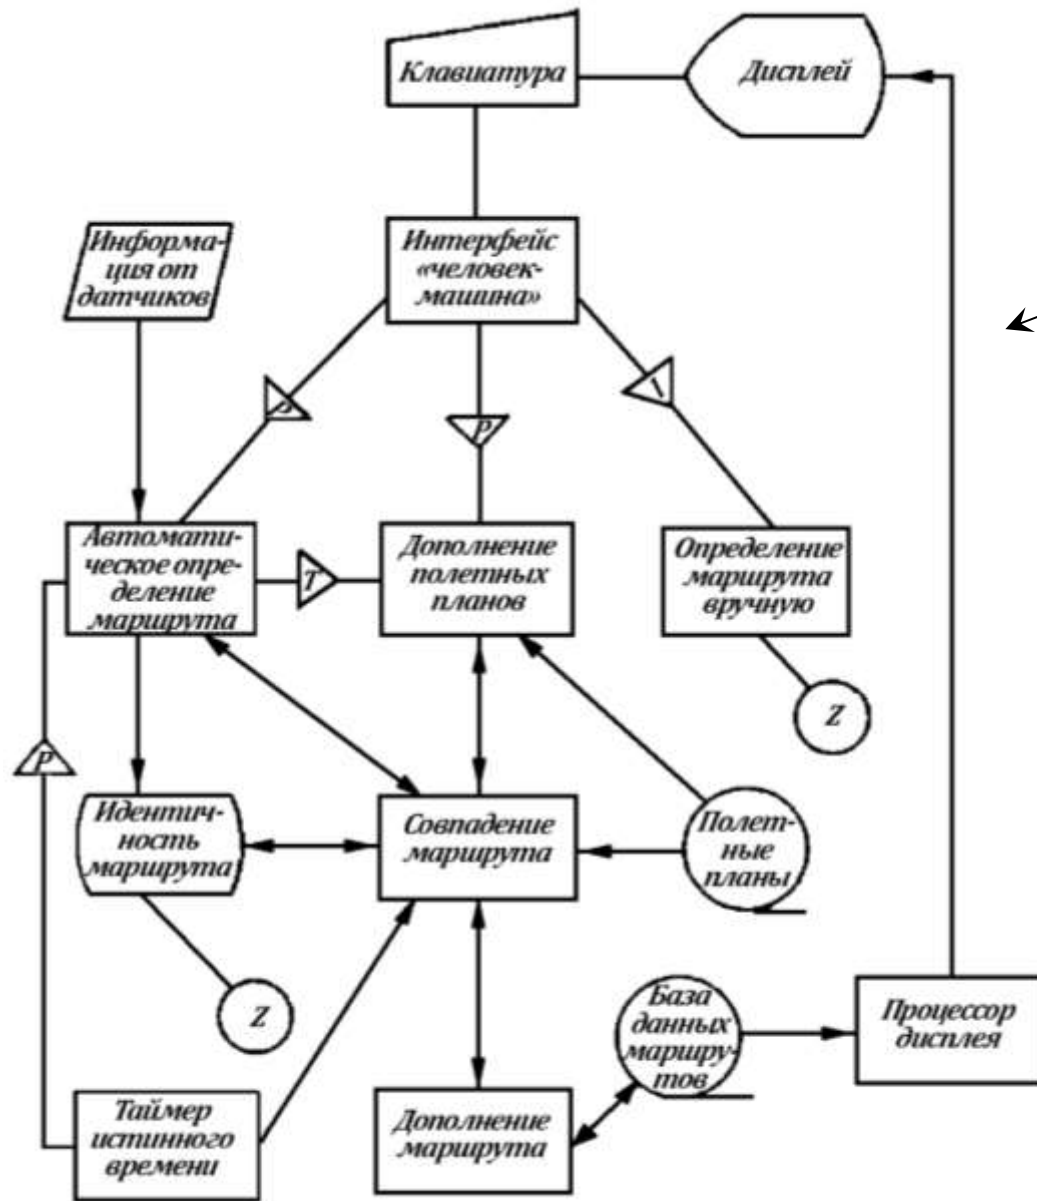 Клавиатура
Дисплей
Информа-
ция от
датчиков
Интерфейс
«человек-
машина»
P
P
I
Автомати-
ческое опре-
деление
маршрута
T
Дополнение
полетных
планов
Определение
маршрута
вручную
Z
P
Идентич-
ность
маршрута
Совпадение
маршрута
Полет-
ные
планы
Z
База
данных
маршру-
тов
Процессор
дисплея
Таймер
истинного
времени
Дополнение
маршрута